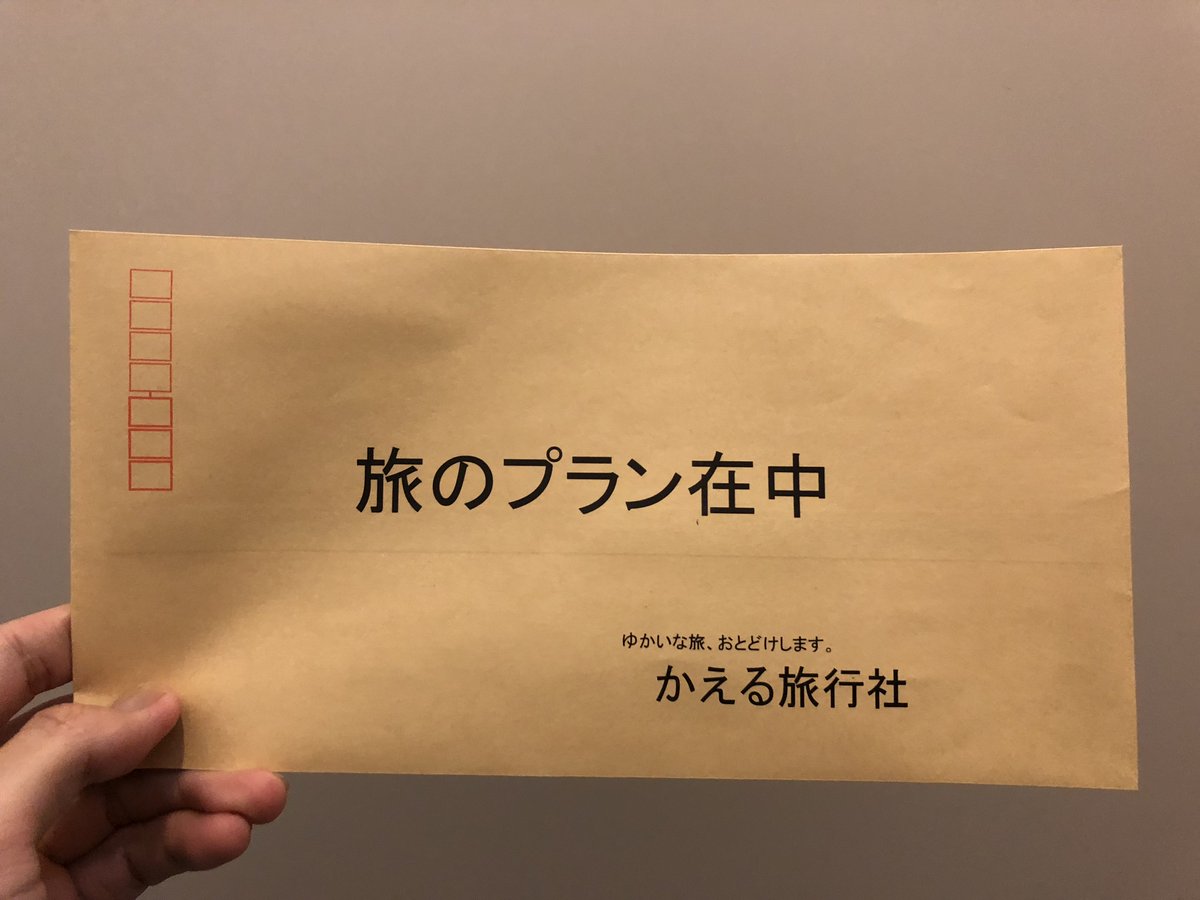 旅のプラン在中
ゆかいな旅、おとどけします。
かえる旅行社